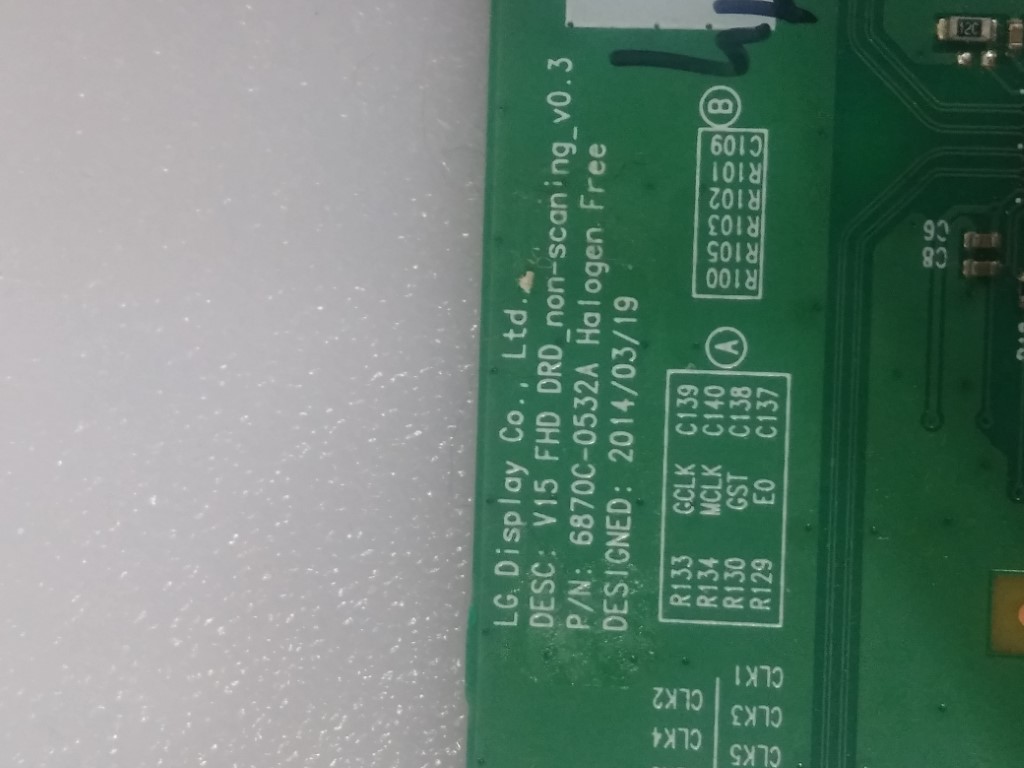 LG Display Co., Ltd.
DESC: V15 FHD DRD_non-scaning_v0.3
P/N: 6870C-0532A Halogen Free
DESIGNED: 2014/03/19
A
R133 GCLK C139
R134 MCLK C140
R130 GST C138
R129 EO C137
B
C109
R101
R102
R103
R105
R100
CLK1
CLK2
CLK3
CLK4
CLK5
C6
C8
12C